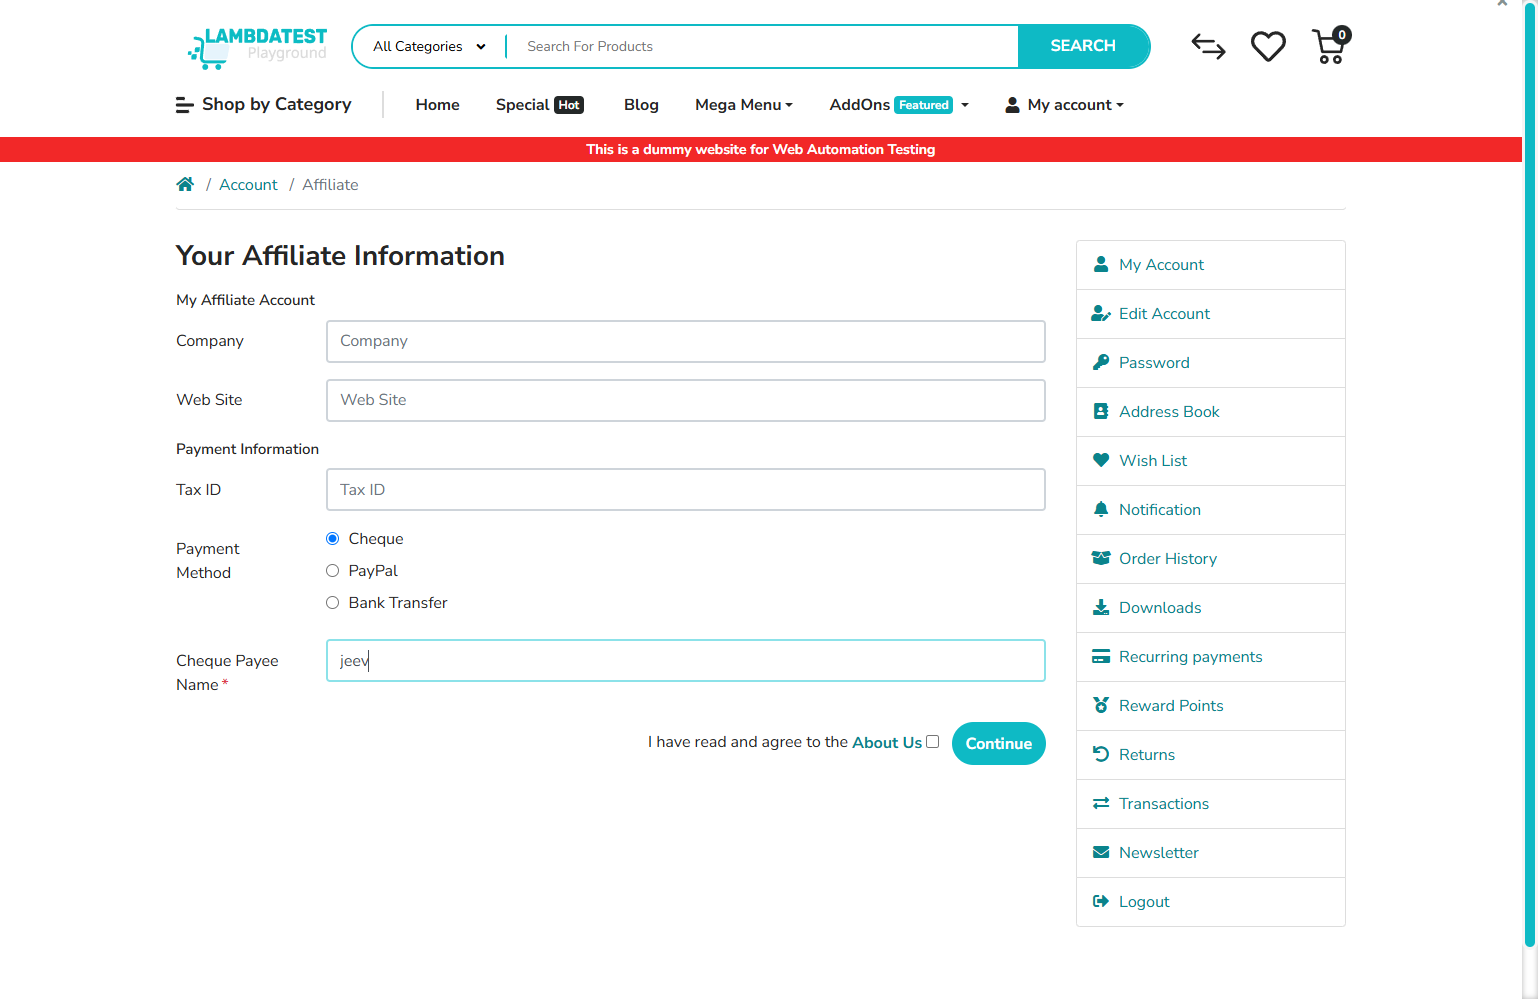 LAMBDATEST
Playground
All Categories
Search For Products
SEARCH
0
Shop by Category
Home
Special Hot
Blog
Mega Menu
AddOns Featured
My account
This is a dummy website for Web Automation Testing
/ Account / Affiliate
Your Affiliate Information
My Affiliate Account
Company
Company
Web Site
Web Site
Payment Information
Tax ID
Tax ID
Payment
Method
Cheque
PayPal
Bank Transfer
Cheque Payee
Name *
jeev
I have read and agree to the About Us
Continue
My Account
Edit Account
Password
Address Book
Wish List
Notification
Order History
Downloads
Recurring payments
Reward Points
Returns
Transactions
Newsletter
Logout